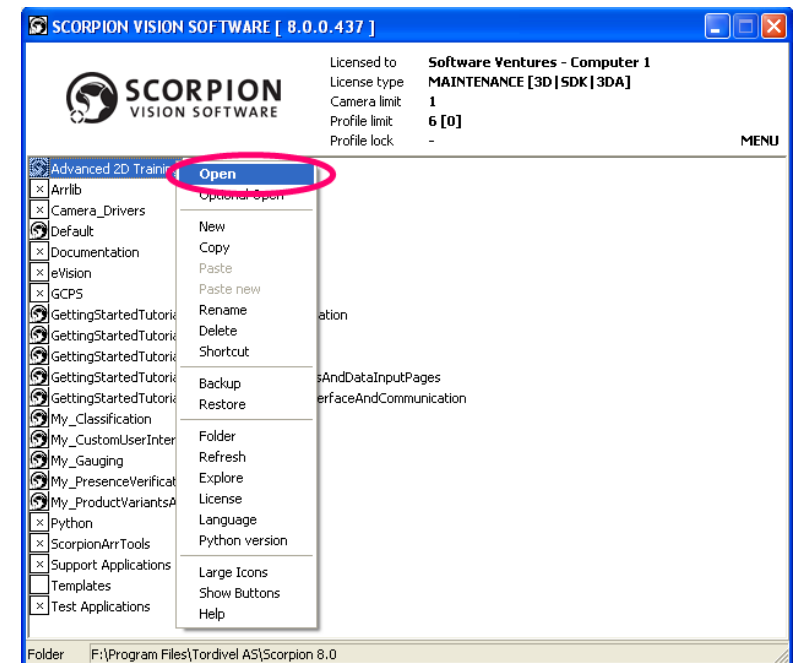 SCORPION VISION SOFTWARE [ 8.0.0.437 ]
SCORPION
VISION SOFTWARE
Licensed to Software Ventures - Computer 1
License type MAINTENANCE [3D|SDK|3DA]
Camera limit 1
Profile limit 6 [0]
Profile lock -
MENU
Advanced 2D Training
Arrlib
Camera_Drivers
Default
Documentation
eVision
GCPS
GettingStartedTutoria ation
GettingStartedTutoria
GettingStartedTutoria
GettingStartedTutoria sAndDataInputPages
GettingStartedTutoria erfaceAndCommunication
My_Classification
My_CustomUserInter
My_Gauging
My_PresenceVerificat
My_ProductVariantsA
Python
ScorpionArrTools
Support Applications
Templates
Test Applications
Open
Optional Open
New
Copy
Paste
Paste new
Rename
Delete
Shortcut
Backup
Restore
Folder
Refresh
Explore
License
Language
Python version
Large Icons
Show Buttons
Help
Folder F:\Program Files\Tordivel AS\Scorpion 8.0